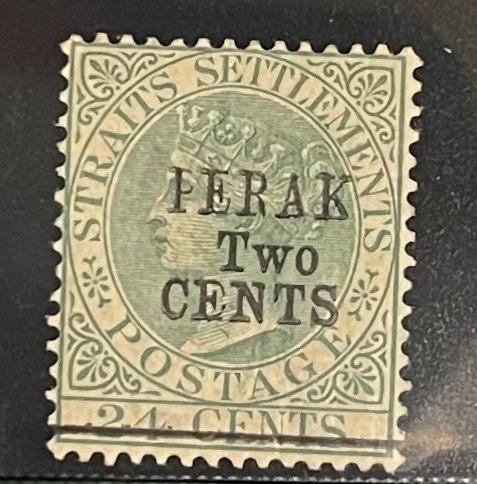 STRAITS SETTLEMENTS
PERAK
Two
CENTS
POSTAGE
24 CENTS